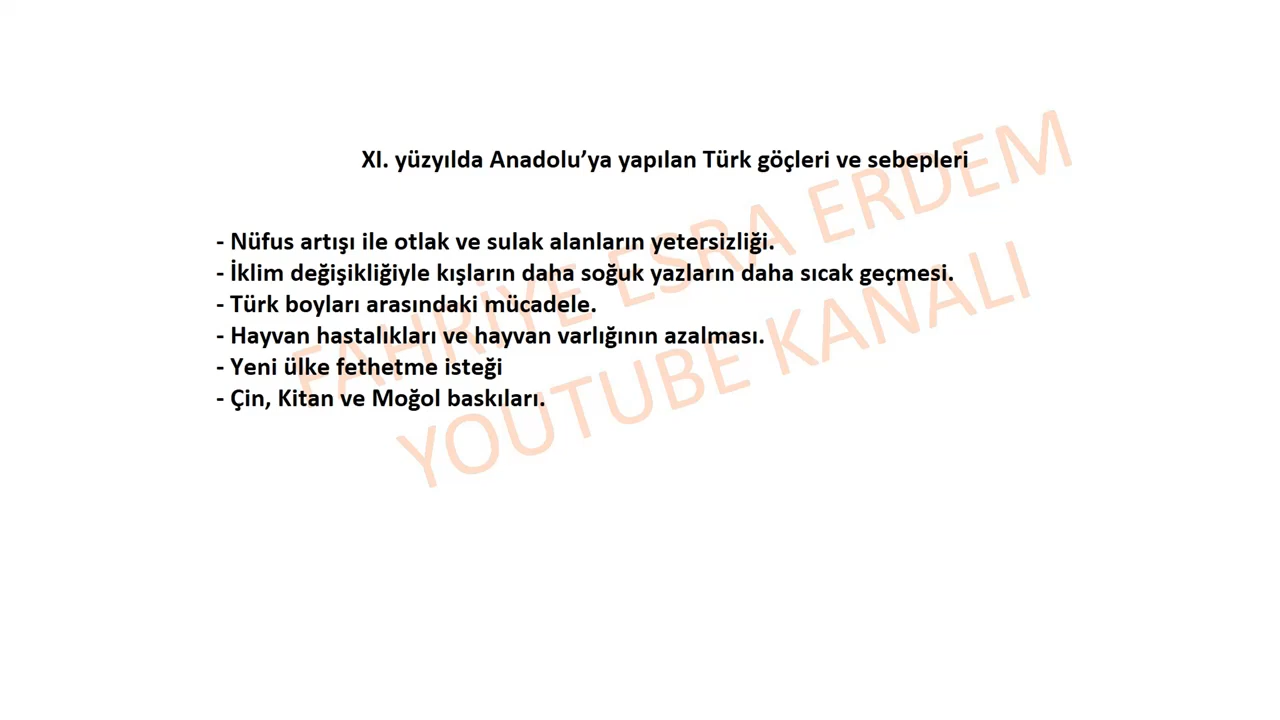 XI. yüzyılda Anadolu’ya yapılan Türk göçleri ve sebepleri
- Nüfus artışı ile otlak ve sulak alanların yetersizliği.
- İklim değişikliğiyle kışların daha soğuk yazların daha sıcak geçmesi.
- Türk boyları arasındaki mücadele.
- Hayvan hastalıkları ve hayvan varlığının azalması.
- Yeni ülke fethetme isteği
- Çin, Kitan ve Moğol baskıları.
FAHRİYE ESRA ERDEM
YOUTUBE KANALI